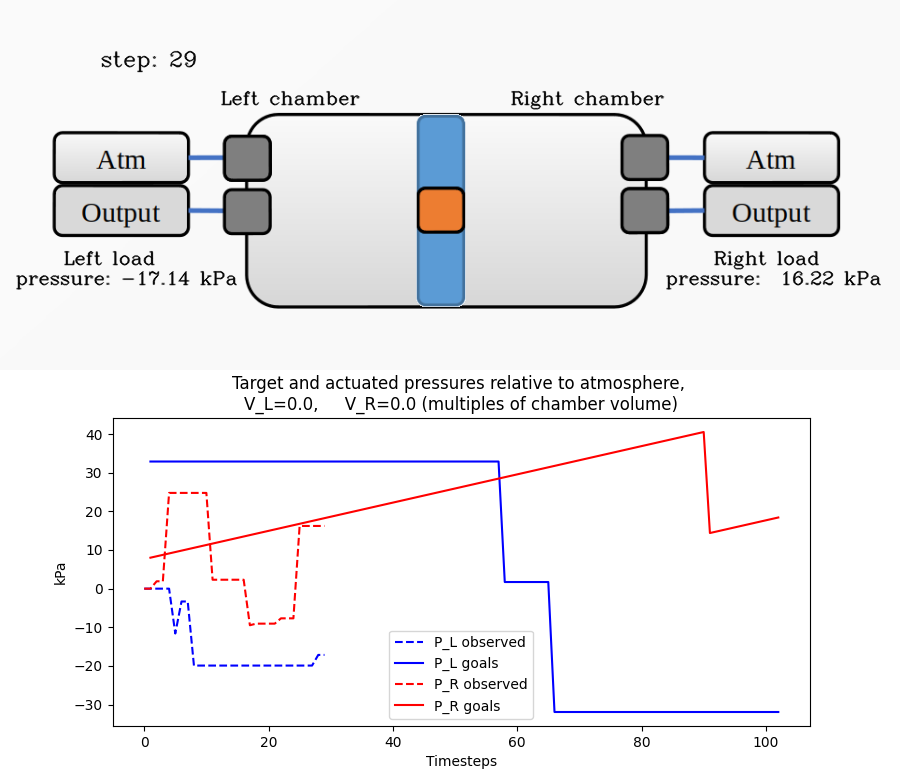 step: 29
Left chamber
Right chamber
Atm
Atm
Output
Output
Left load
pressure: −17.14 kPa
Right load
pressure: 16.22 kPa
Target and actuated pressures relative to atmosphere,
V_L=0.0, V_R=0.0 (multiples of chamber volume)
40
30
20
10
0
−10
−20
−30
kPa
P_L observed
P_L goals
P_R observed
P_R goals
0 20 40 60 80 100
Timesteps